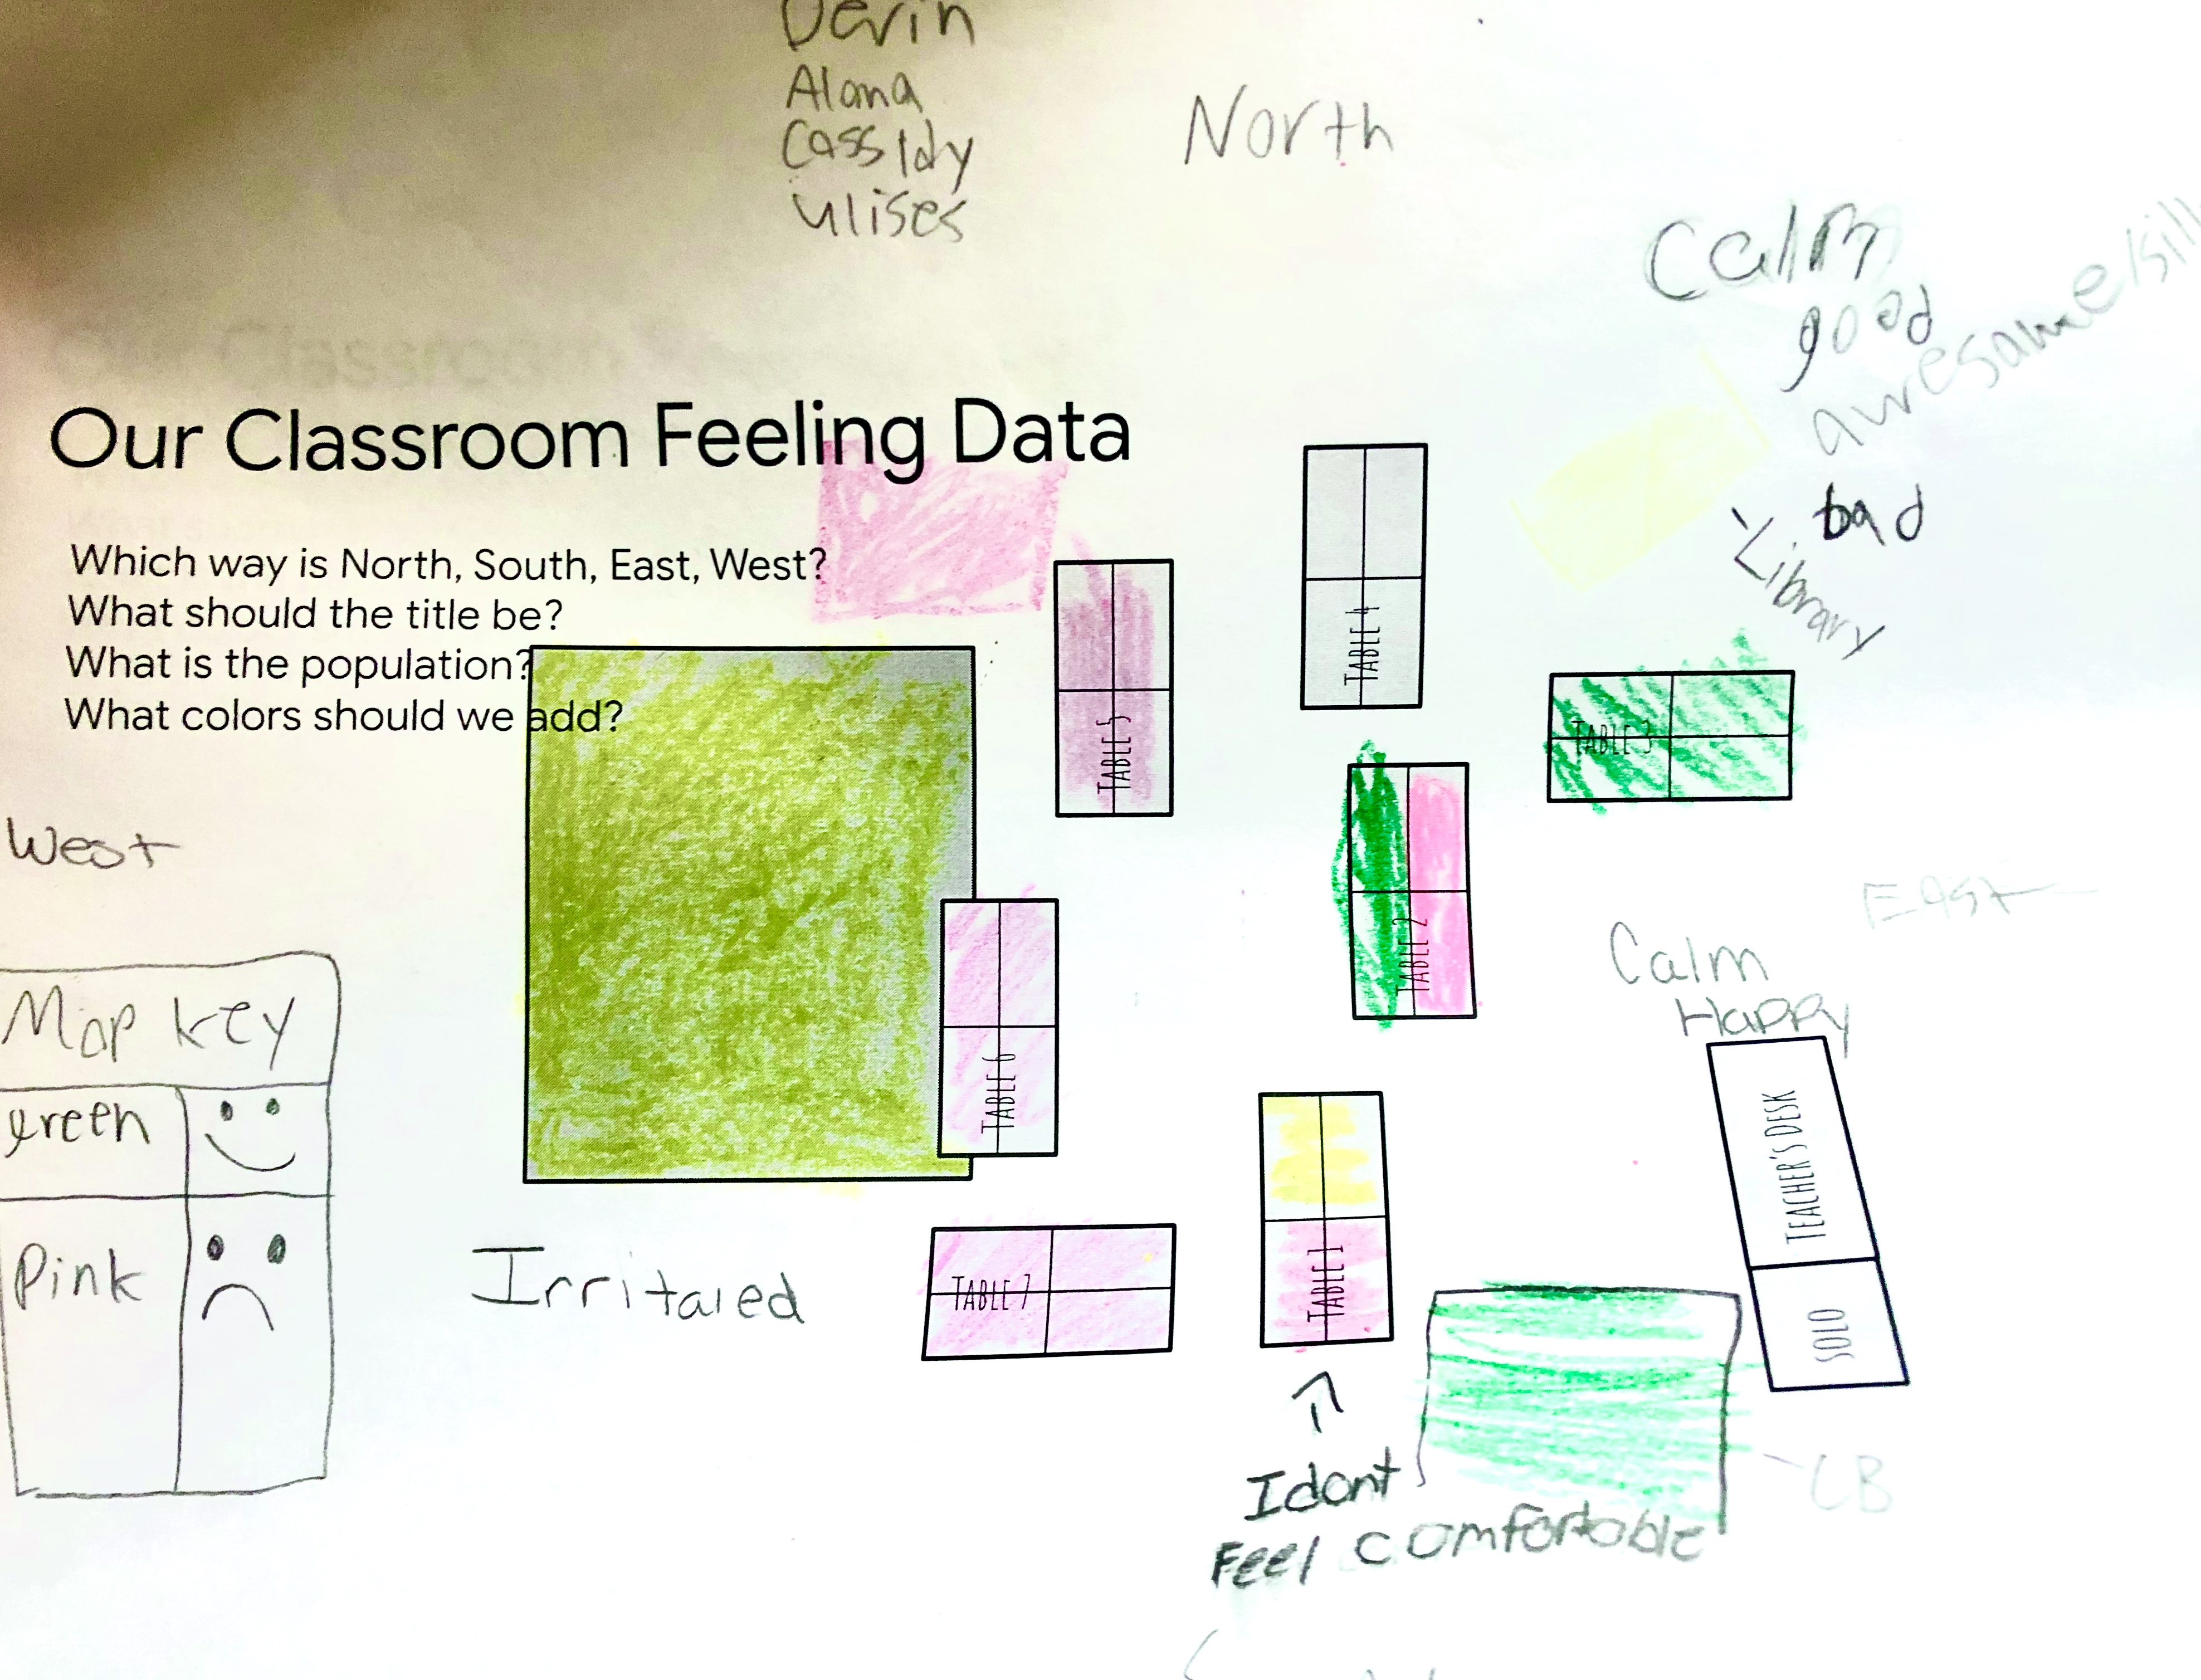 Devin
Alana
Cassidy
Ulises
North
Calm
good
awesome/sill
bad
Library
Our Classroom Feeling Data
Which way is North, South, East, West?
What should the title be?
What is the population?
What colors should we add?
TABLE 5
TABLE 4
TABLE 3
TABLE 2
West
East
Calm
Happy
Map key
green
Pink
TABLE 6
TEACHER'S DESK
SOLO
Irritaied
TABLE 7
TABLE 1
I dont
Feel comfortable
CB